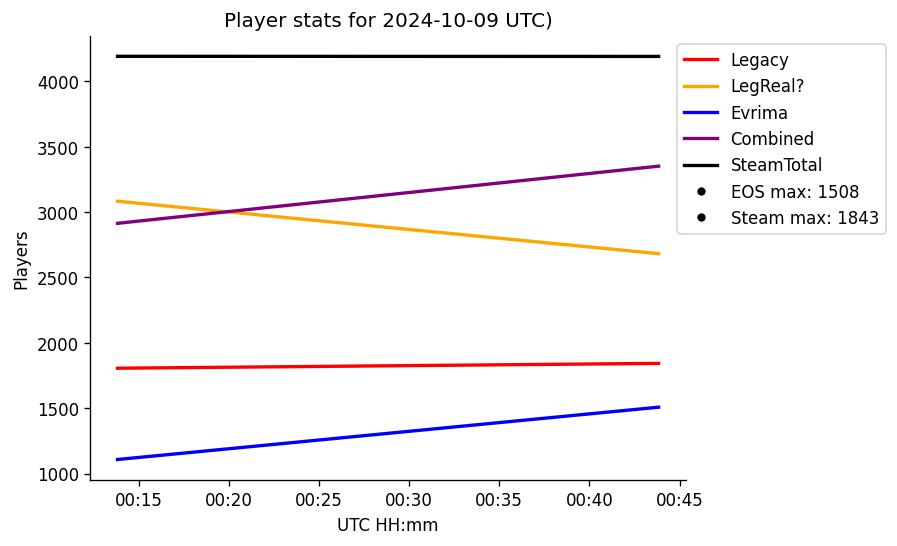 Player stats for 2024-10-09 UTC)
Legacy
LegReal?
Evrima
Combined
SteamTotal
EOS max: 1508
Steam max: 1843
4000
3500
3000
2500
2000
1500
1000
Players
00:15 00:20 00:25 00:30 00:35 00:40 00:45
UTC HH:mm